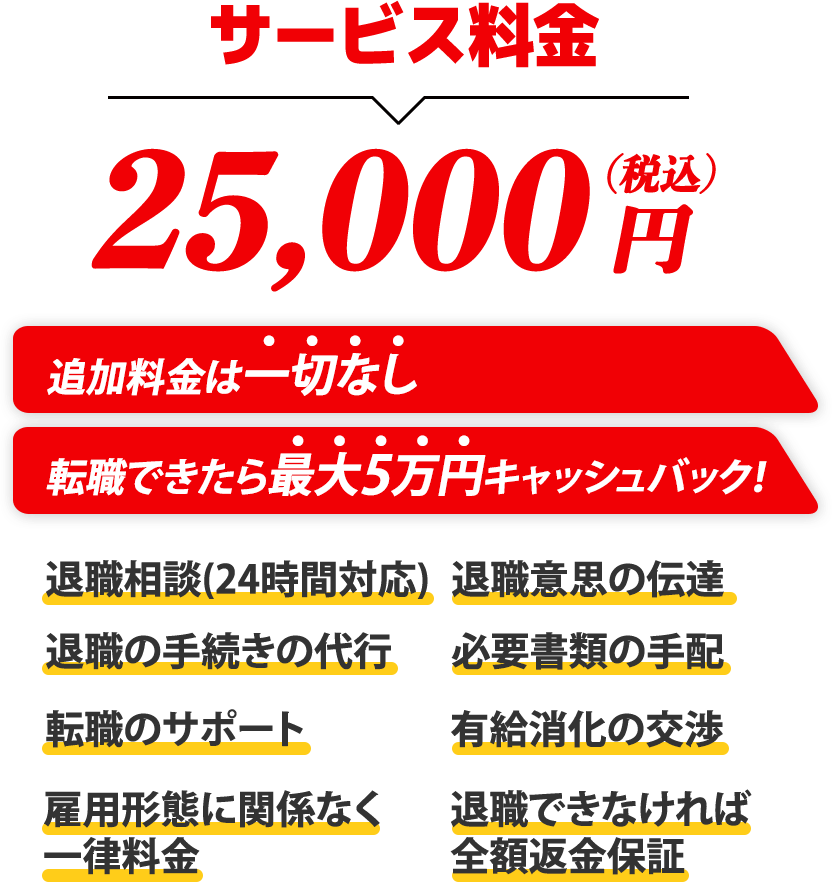 サービス料金
25,000円(税込)
追加料金は一切なし
転職できたら最大5万円キャッシュバック!
退職相談(24時間対応)
退職意思の伝達
退職の手続きの代行
必要書類の手配
転職のサポート
有給消化の交渉
雇用形態に関係なく
一律料金
退職できなければ
全額返金保証